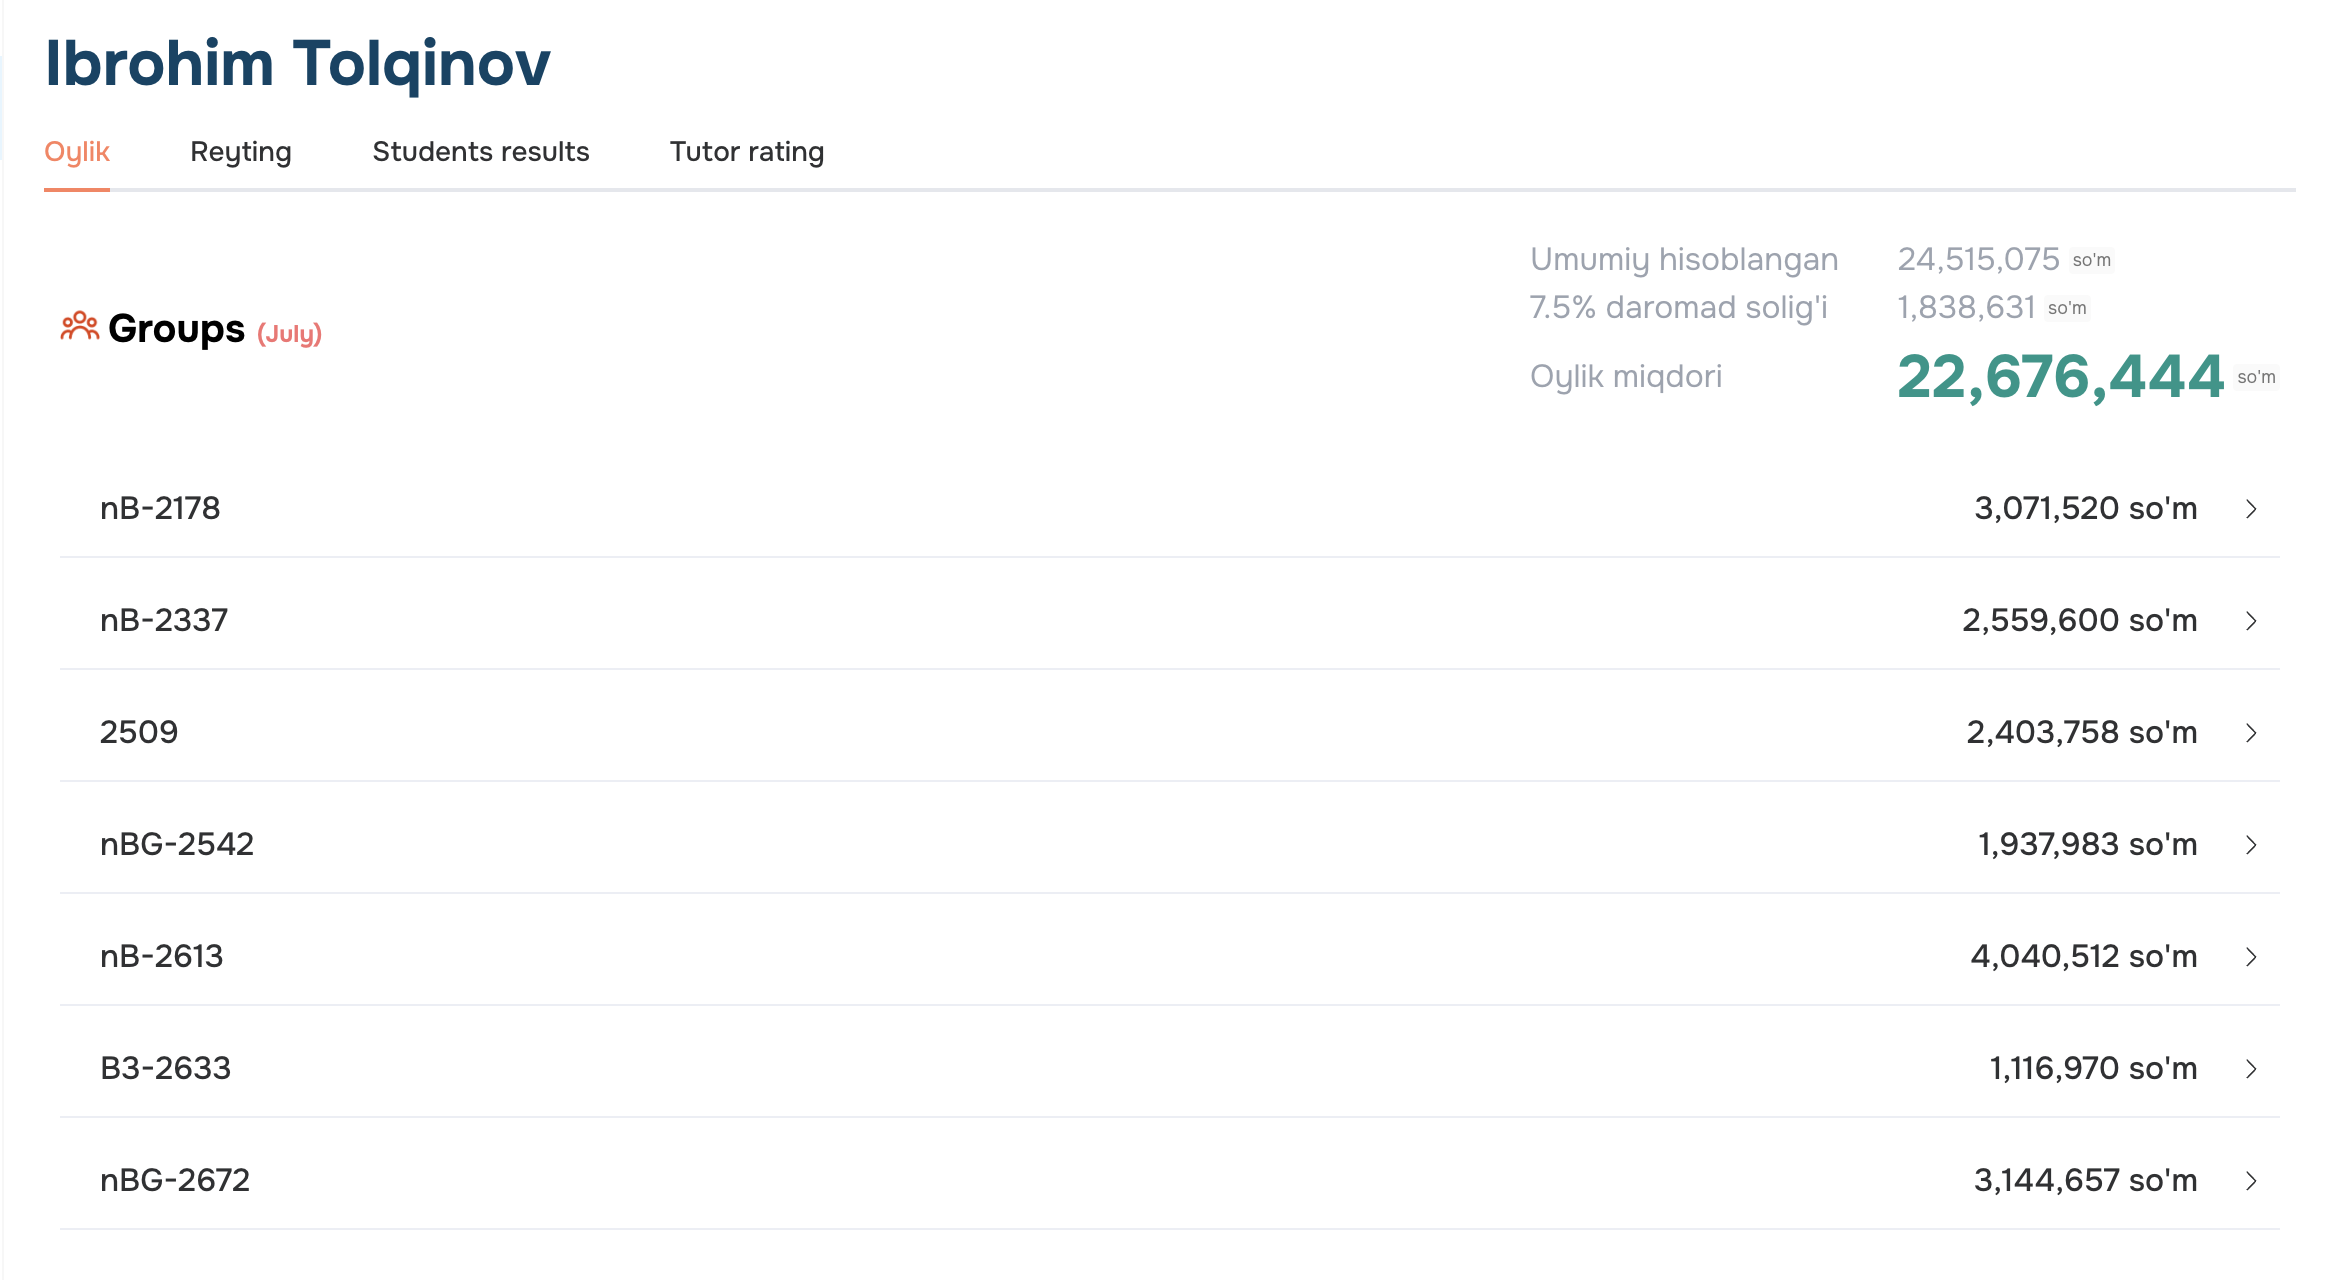 Ibrohim Tolqinov
Oylik Reyting Students results Tutor rating
Umumiy hisoblangan 24,515,075 so'm
7.5% daromad solig'i 1,838,631 so'm
Groups (July)
Oylik miqdori 22,676,444 so'm
nB-2178 3,071,520 so'm
nB-2337 2,559,600 so'm
2509 2,403,758 so'm
nBG-2542 1,937,983 so'm
nB-2613 4,040,512 so'm
B3-2633 1,116,970 so'm
nBG-2672 3,144,657 so'm